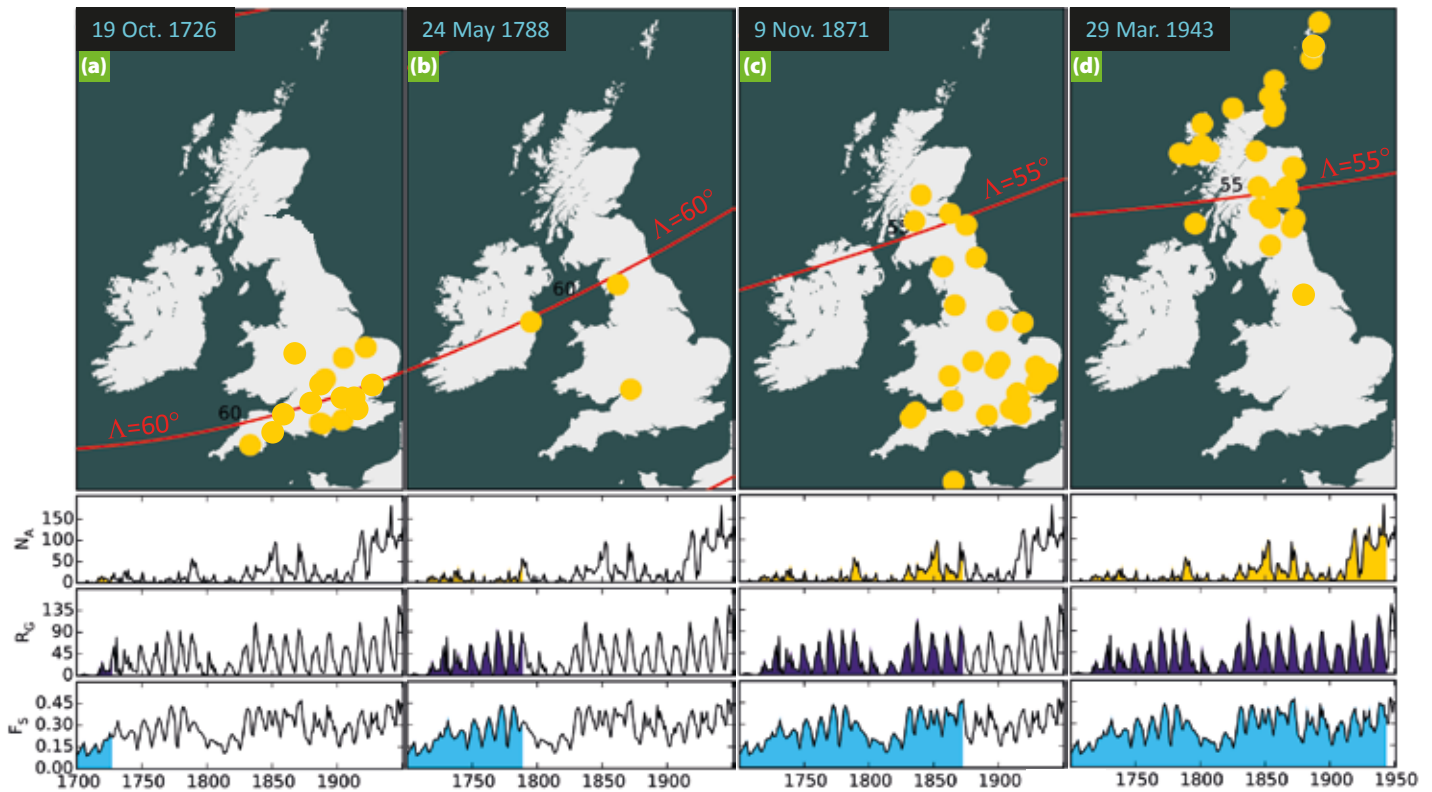 19 Oct. 1726
(a)
60
Λ=60°
24 May 1788
(b)
60
Λ=60°
9 Nov. 1871
(c)
Λ=55°
29 Mar. 1943
(d)
55
Λ=55°
N_A
150
100
50
0
R_G
135
90
45
0
F_S
0.45
0.30
0.15
0.00
1700 1750 1800 1850 1900
1750 1800 1850 1900
1750 1800 1850 1900
1750 1800 1850 1900 1950